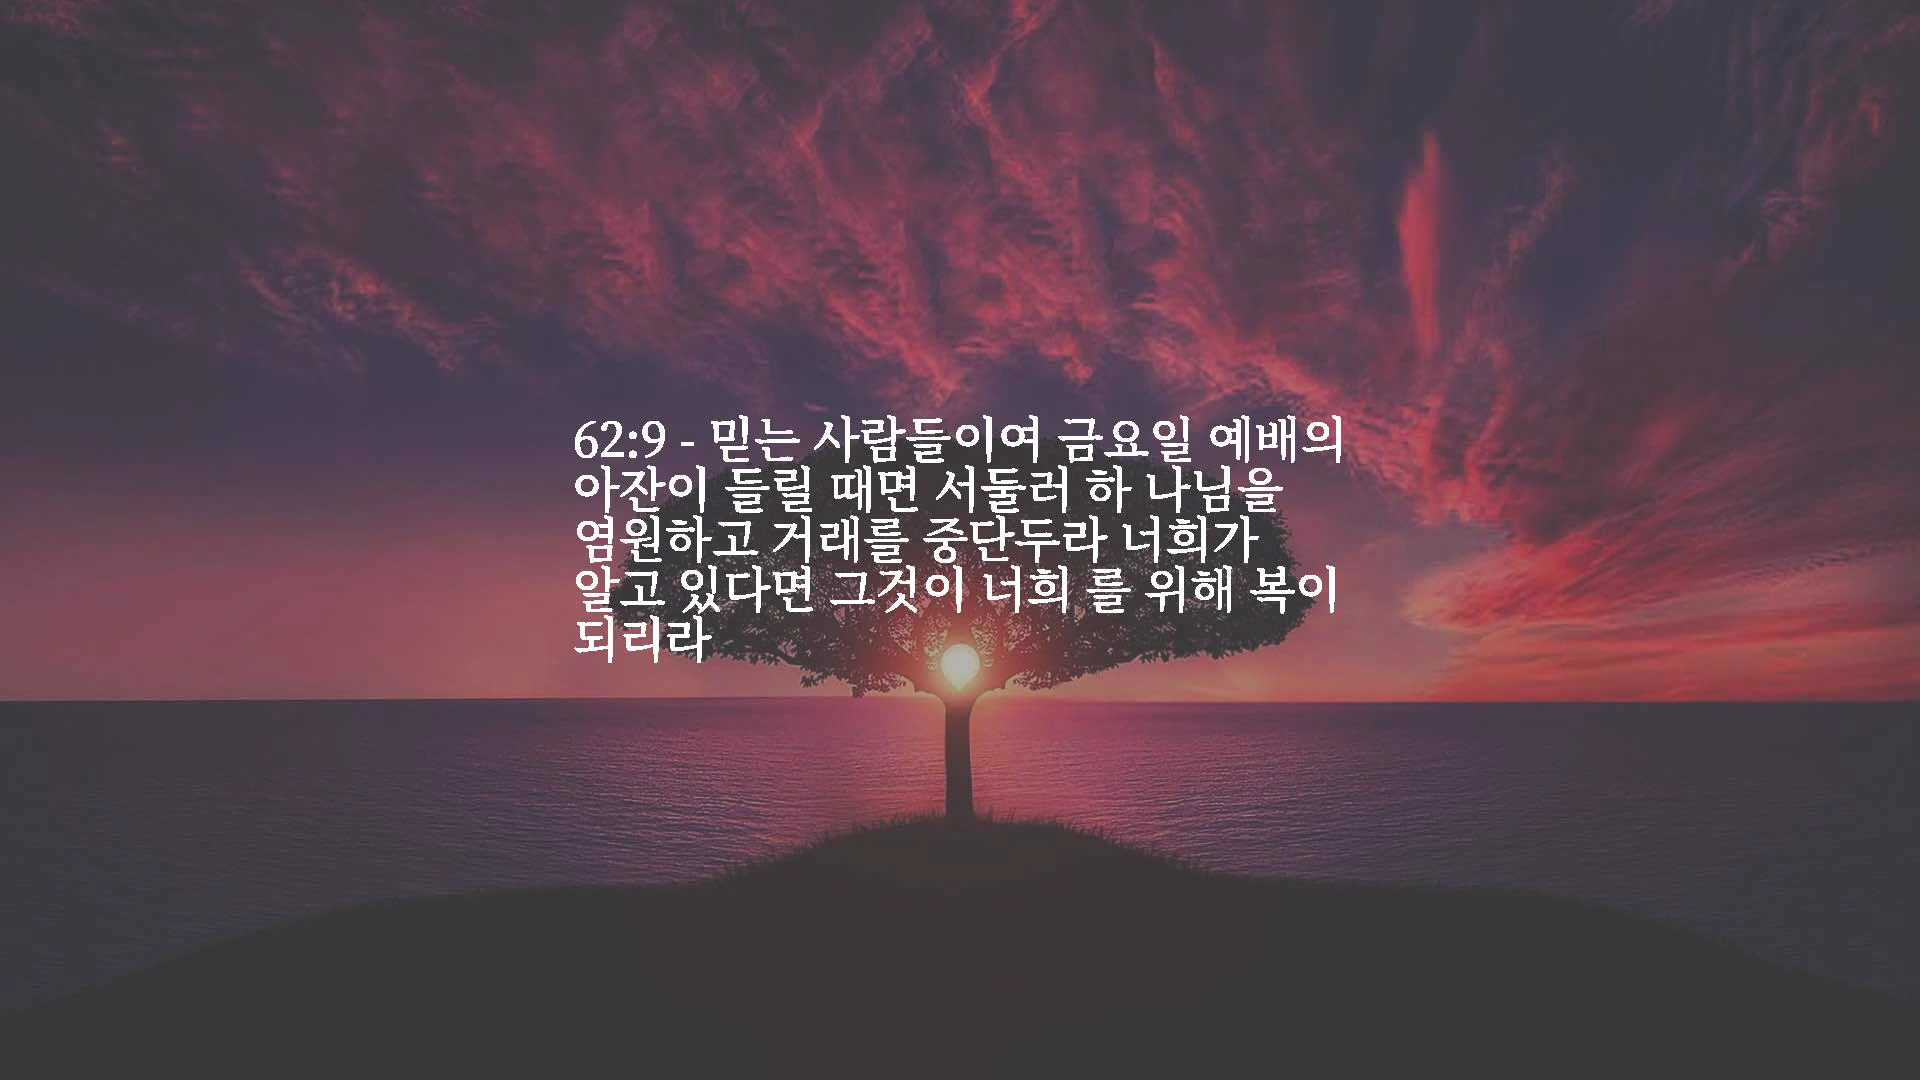 62:9 - 믿는 사람들이여 금요일 예배의
아잔이 들릴 때면 서둘러 하 나님을
염원하고 거래를 중단두라 너희가
알고 있다면 그것이 너희 를 위해 복이
되리라